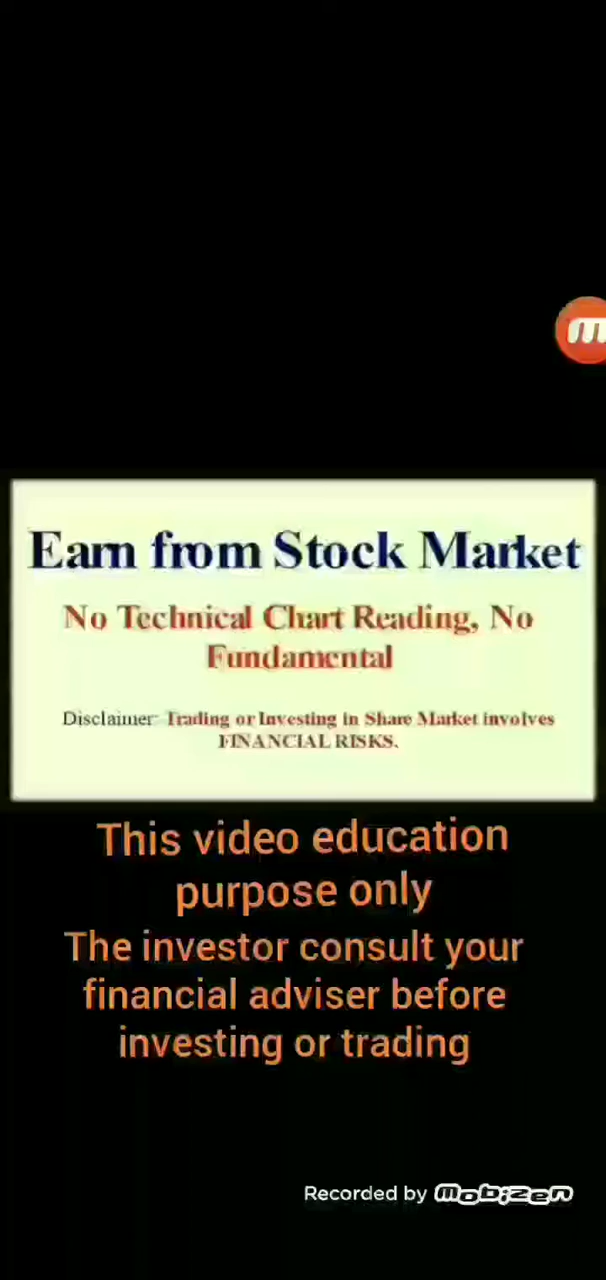 Earn from Stock Market
No Technical Chart Reading, No
Fundamental
Disclaimer: Trading or Investing in Share Market involves
FINANCIAL RISKS.
This video education
purpose only
The investor consult your
financial adviser before
investing or trading
Recorded by mobizen